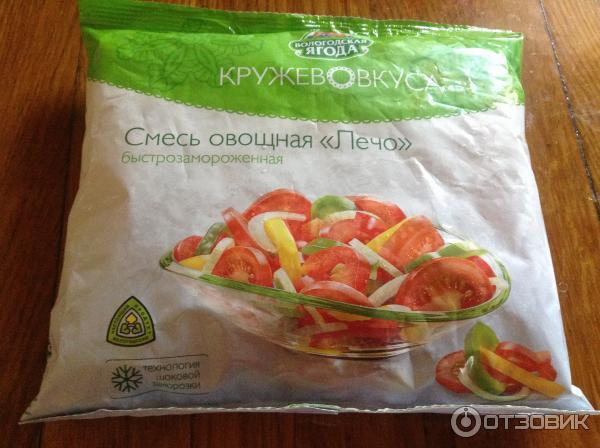 ВОЛОГОДСКАЯ
ЯГОДА
КРУЖЕВОВКУСА
Смесь овощная «Лечо»
быстрозамороженная
технология
шоковой
заморозки
ОТЗОВИК